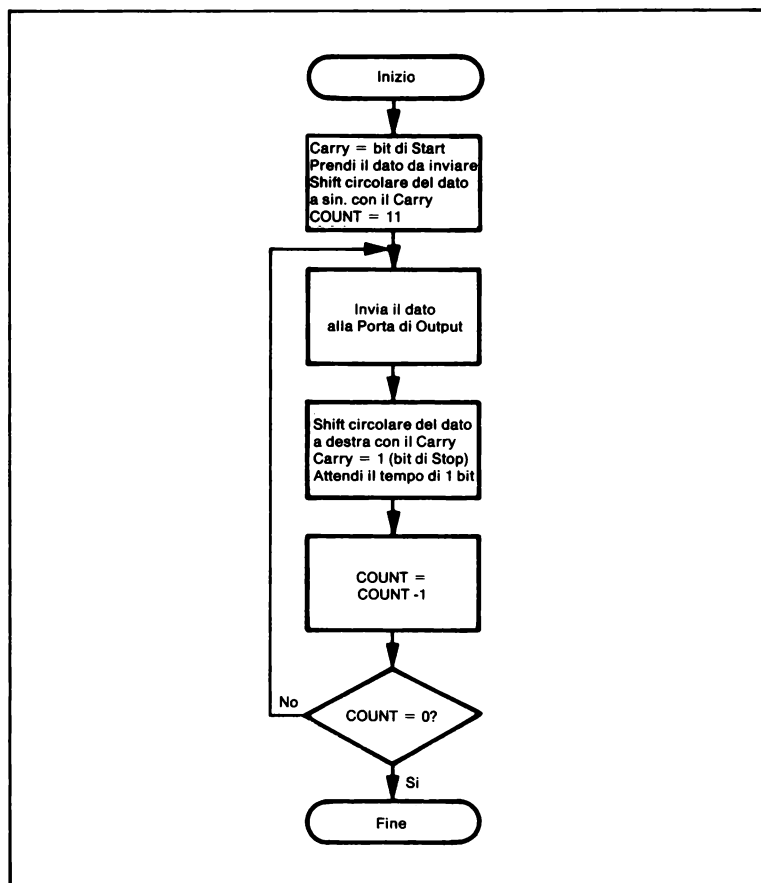 Inizio
Carry = bit di Start
Prendi il dato da inviare
Shift circolare del dato
a sin. con il Carry
COUNT = 11
Invia il dato
alla Porta di Output
Shift circolare del dato
a destra con il Carry
Carry = 1 (bit di Stop)
Attendi il tempo di 1 bit
COUNT =
COUNT -1
COUNT = 0?
No
Si
Fine